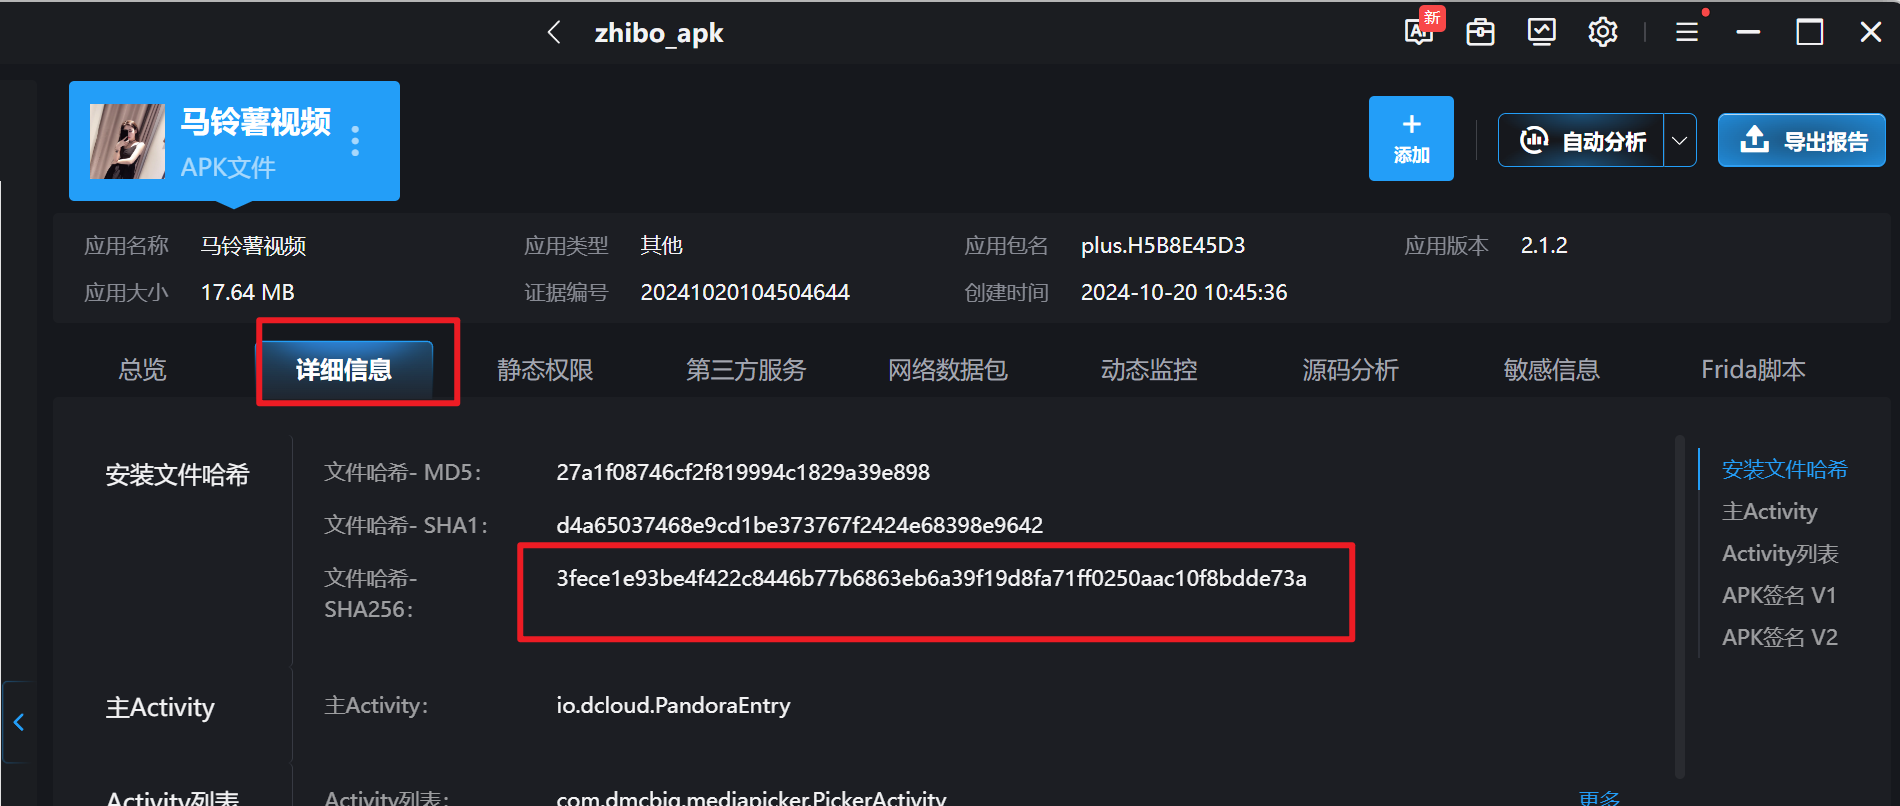 zhibo_apk
AI 新
马铃薯视频
APK文件
添加
自动分析
导出报告
应用名称 马铃薯视频 应用类型 其他 应用包名 plus.H5B8E45D3 应用版本 2.1.2
应用大小 17.64 MB 证据编号 20241020104504644 创建时间 2024-10-20 10:45:36
总览 详细信息 静态权限 第三方服务 网络数据包 动态监控 源码分析 敏感信息 Frida脚本
安装文件哈希 文件哈希- MD5: 27a1f08746cf2f819994c1829a39e898
文件哈希- SHA1: d4a65037468e9cd1be373767f2424e68398e9642
文件哈希- 3fece1e93be4f422c8446b77b6863eb6a39f19d8fa71ff0250aac10f8bdde73a
SHA256:
主Activity 主Activity: io.dcloud.PandoraEntry
Activity列表 Activity列表: com.dmcbig.mediapicker.PickerActivity 更多
安装文件哈希
主Activity
Activity列表
APK签名 V1
APK签名 V2